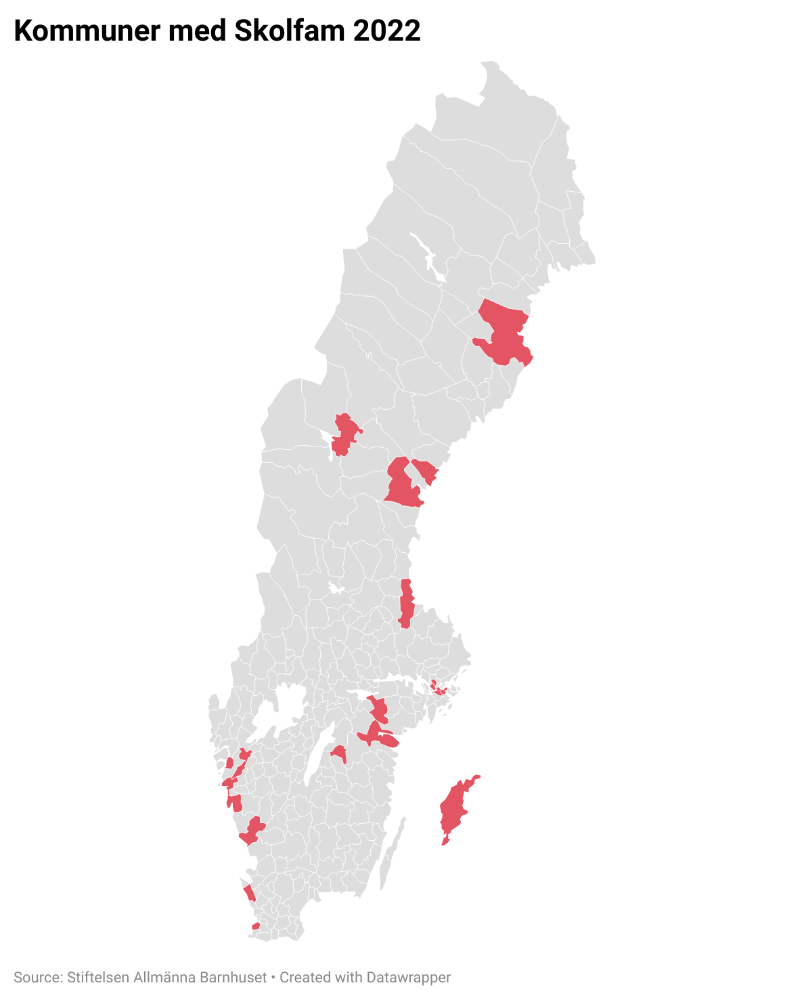 Kommuner med Skolfam 2022
Source: Stiftelsen Allmänna Barnhuset • Created with Datawrapper